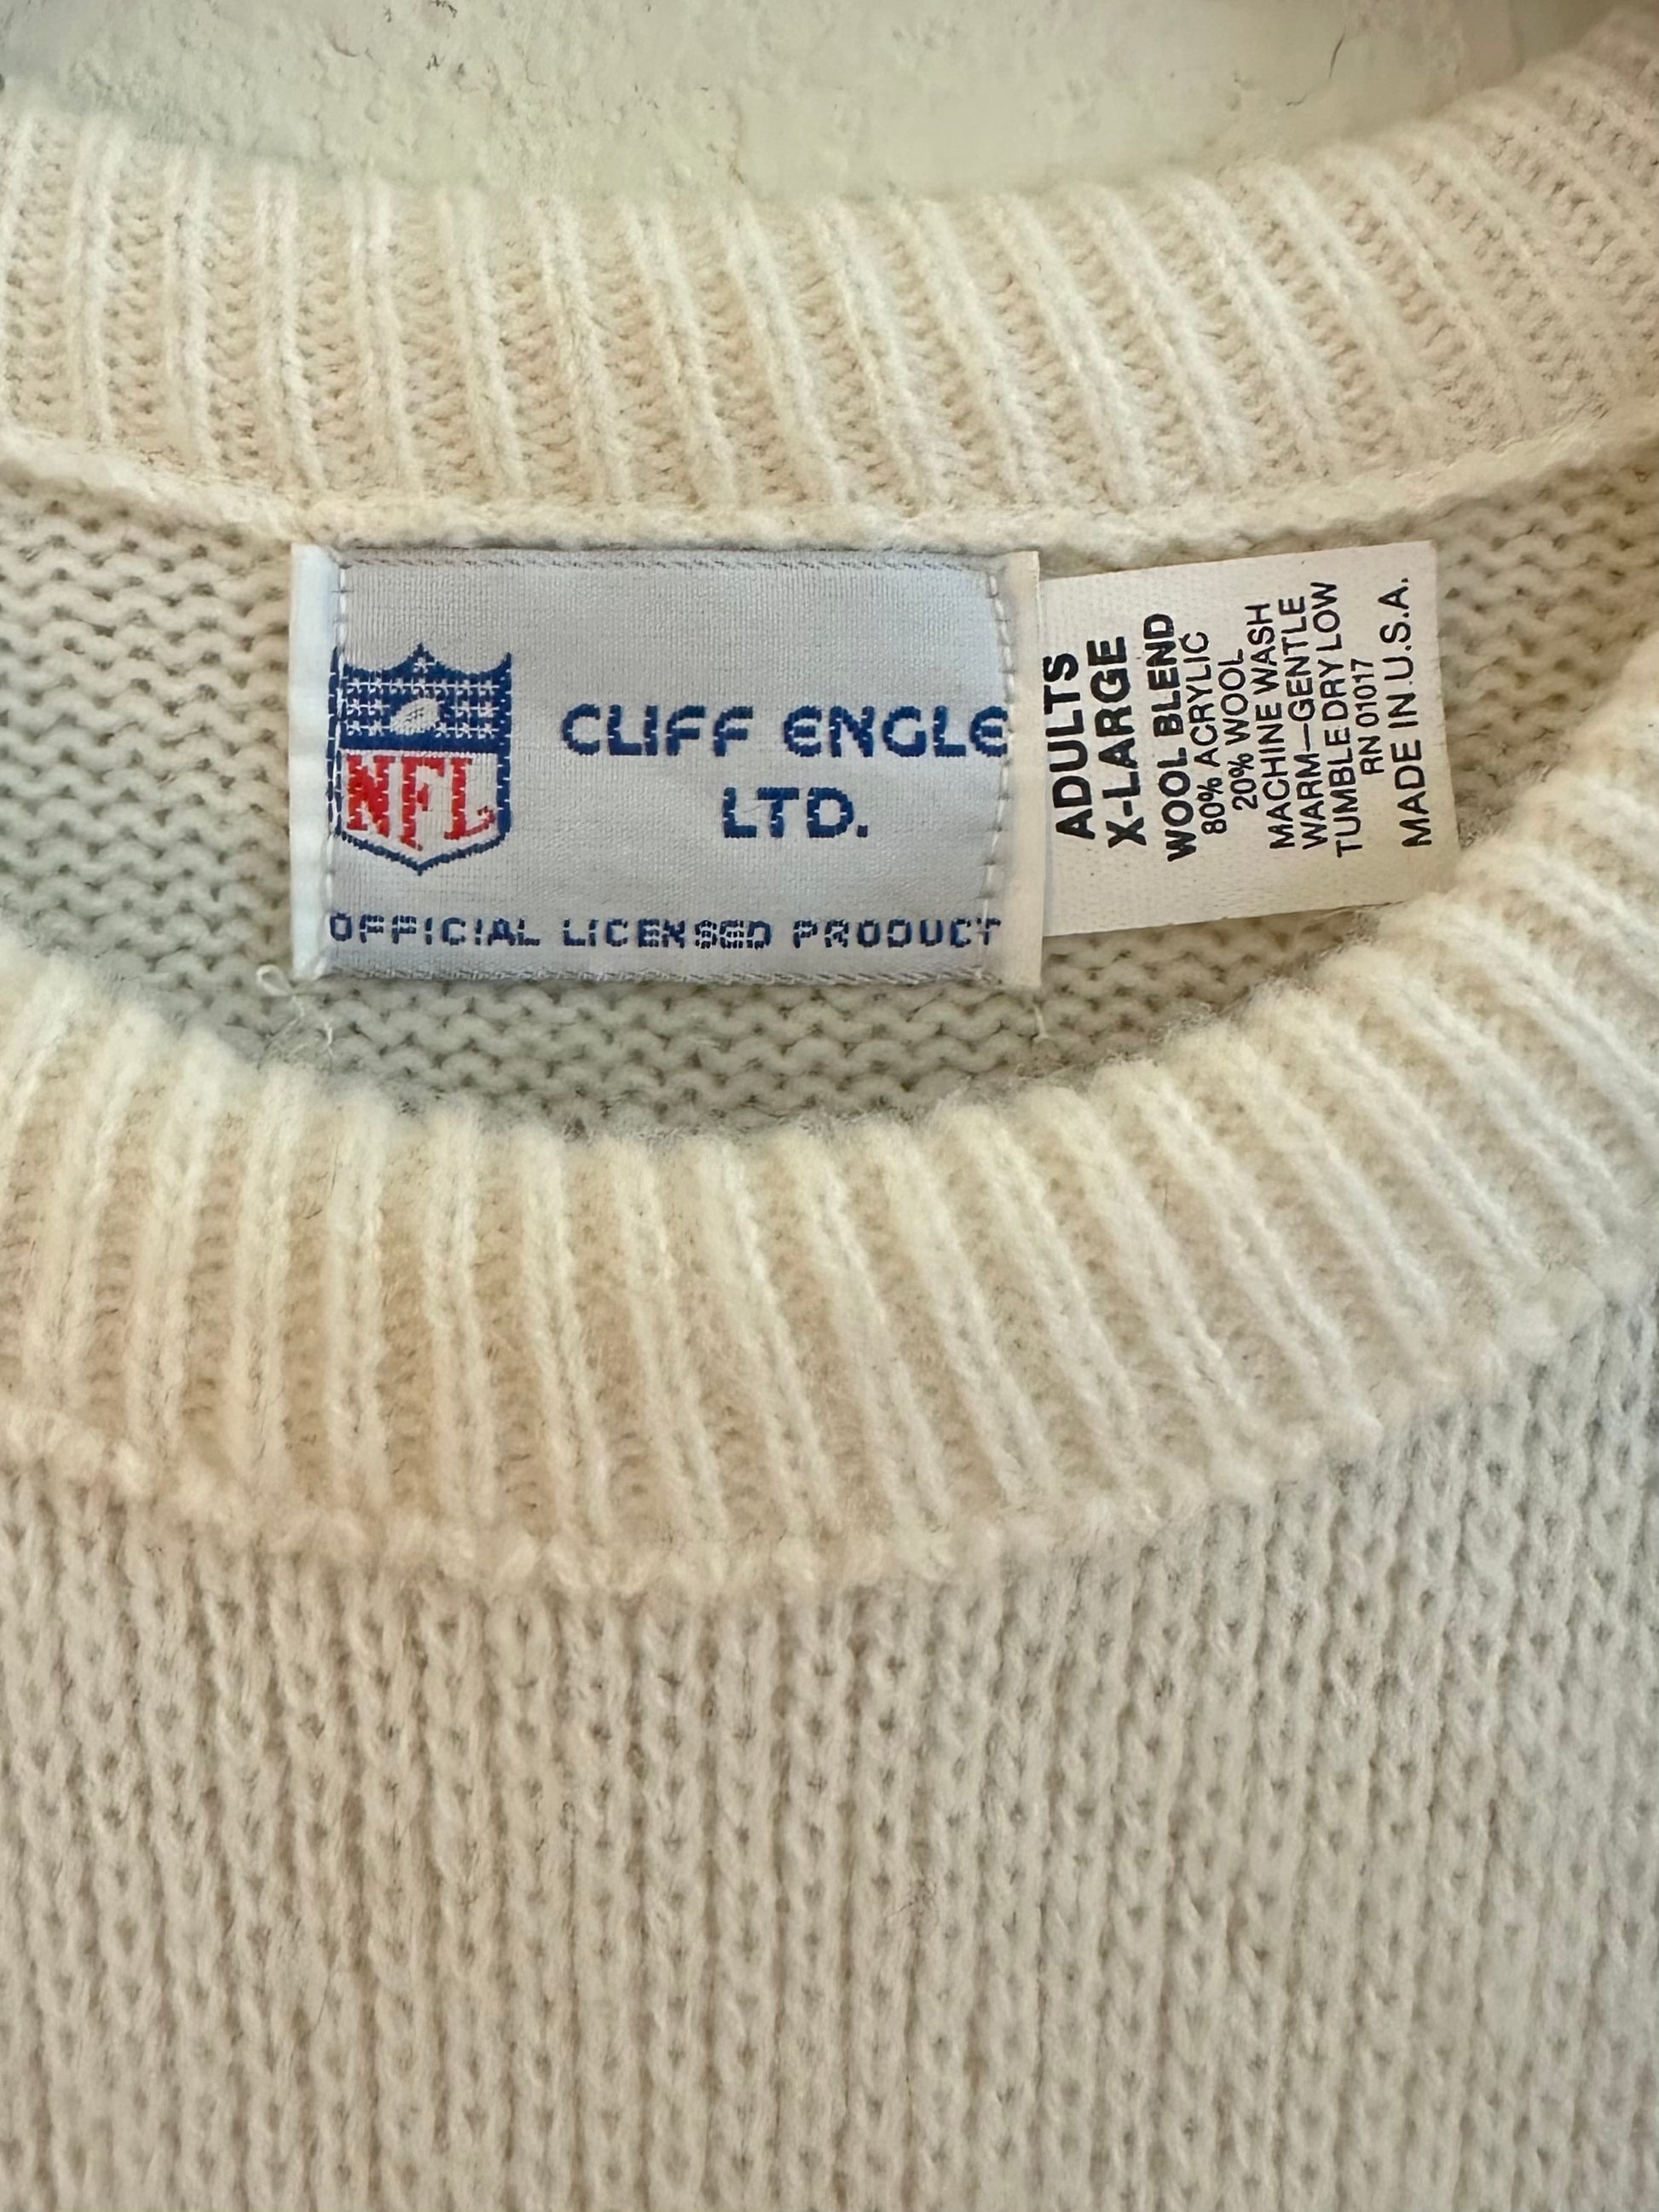 NFL
CLIFF ENGLE
LTD.
OFFICIAL LICENSED PRODUCT
ADULTS
X-LARGE
WOOL BLEND
80% ACRYLIC
20% WOOL
MACHINE WASH
WARM—GENTLE
TUMBLE DRY LOW
RN 01017
MADE IN U.S.A.